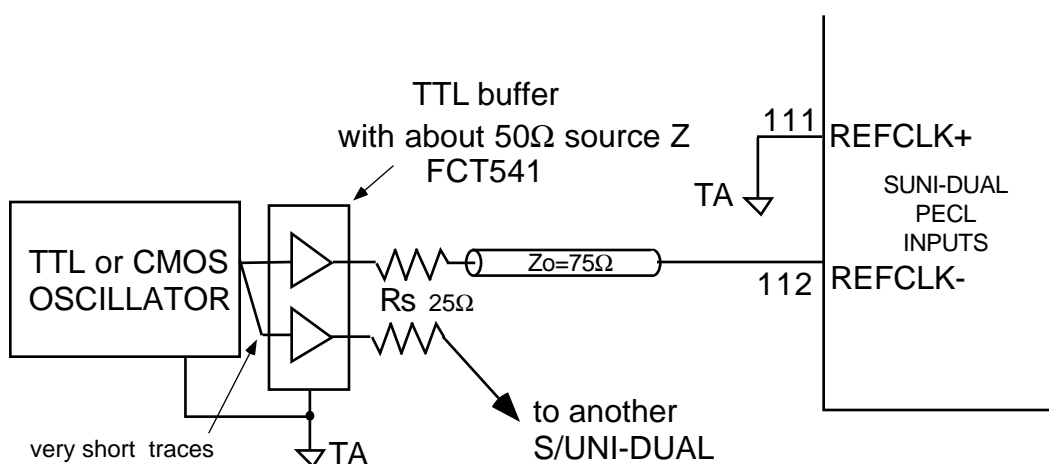 TTL buffer
with about 50Ω source Z
FCT541
111
REFCLK+
TA
SUNI-DUAL
PECL
INPUTS
TTL or CMOS
OSCILLATOR
Zo=75Ω
Rs 25Ω
112
REFCLK-
very short traces
TA
to another
S/UNI-DUAL